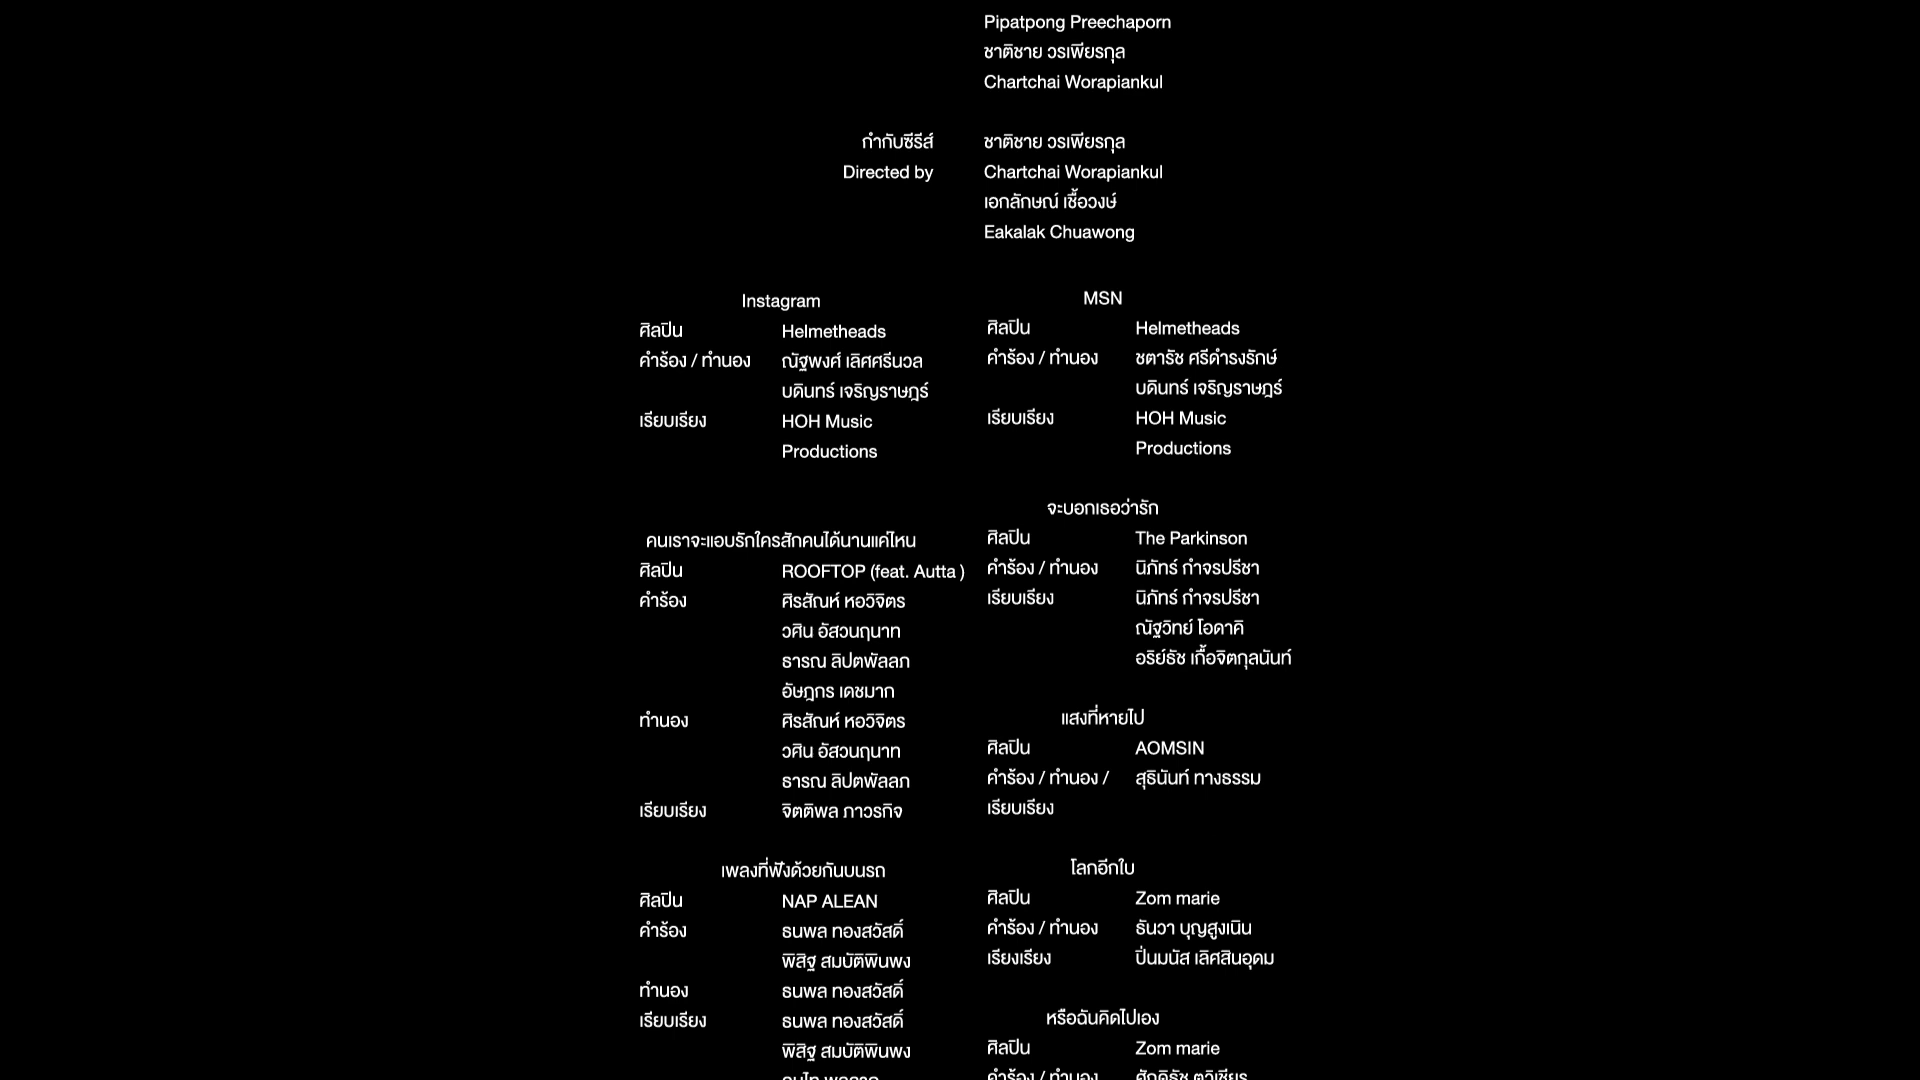 Pipatpong Preechaporn
ชาติชาย วรเพียรกุล
Chartchai Worapiankul
กำกับซีรีส์ ชาติชาย วรเพียรกุล
Directed by Chartchai Worapiankul
เอกลักษณ์ เชื้อวงษ์
Eakalak Chuawong
Instagram
ศิลปิน Helmetheads
คำร้อง / ทำนอง ณัฐพงศ์ เลิศศรีนวล
บดินทร์ เจริญราษฎร์
เรียบเรียง HOH Music
Productions
คนเราจะแอบรักใครสักคนได้นานแค่ไหน
ศิลปิน ROOFTOP (feat. Autta )
คำร้อง ศิรสัณห์ หอวิจิตร
วศิน อัสวนฤนาท
ธารณ ลิปตพัลลภ
อัษฎกร เดชมาก
ทำนอง ศิรสัณห์ หอวิจิตร
วศิน อัสวนฤนาท
ธารณ ลิปตพัลลภ
เรียบเรียง จิตติพล ภาวรกิจ
เพลงที่ฟังด้วยกันบนรถ
ศิลปิน NAP ALEAN
คำร้อง ธนพล ทองสวัสดิ์
พิสิฐ สมบัติพินพง
ทำนอง ธนพล ทองสวัสดิ์
เรียบเรียง ธนพล ทองสวัสดิ์
พิสิฐ สมบัติพินพง
MSN
ศิลปิน Helmetheads
คำร้อง / ทำนอง ชตารัช ศรีดำรงรักษ์
บดินทร์ เจริญราษฎร์
เรียบเรียง HOH Music
Productions
จะบอกเธอว่ารัก
ศิลปิน The Parkinson
คำร้อง / ทำนอง นิภัทร์ กำจรปรีชา
เรียบเรียง นิภัทร์ กำจรปรีชา
ณัฐวิทย์ โอดาคิ
อริย์ธัช เกื้อจิตกุลนันท์
แสงที่หายไป
ศิลปิน AOMSIN
คำร้อง / ทำนอง / สุธินันท์ ทางธรรม
เรียบเรียง
โลกอีกใบ
ศิลปิน Zom marie
คำร้อง / ทำนอง ธันวา บุญสูงเนิน
เรียงเรียง ปิ่นมนัส เลิศสินอุดม
หรือฉันคิดไปเอง
ศิลปิน Zom marie
คำร้อง / ทำนอง